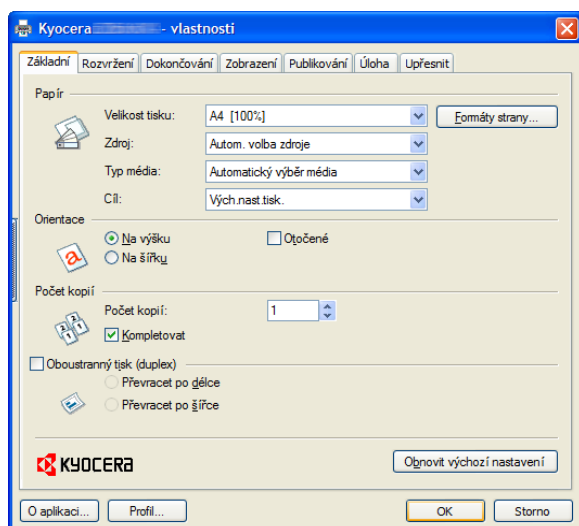 Kyocera - vlastnosti
Základní Rozvržení Dokončování Zobrazení Publikování Úloha Upřesnit
Papír
Velikost tisku: A4 [100%] Formáty strany...
Zdroj: Autom. volba zdroje
Typ média: Automatický výběr média
Cíl: Vých.nast.tisk.
Orientace
Na výšku Otočené
Na šířku
Počet kopií
Počet kopií: 1
Kompletovat
Oboustranný tisk (duplex)
Převracet po délce
Převracet po šířce
KYOCERA Obnovit výchozí nastavení
O aplikaci... Profil... OK Storno